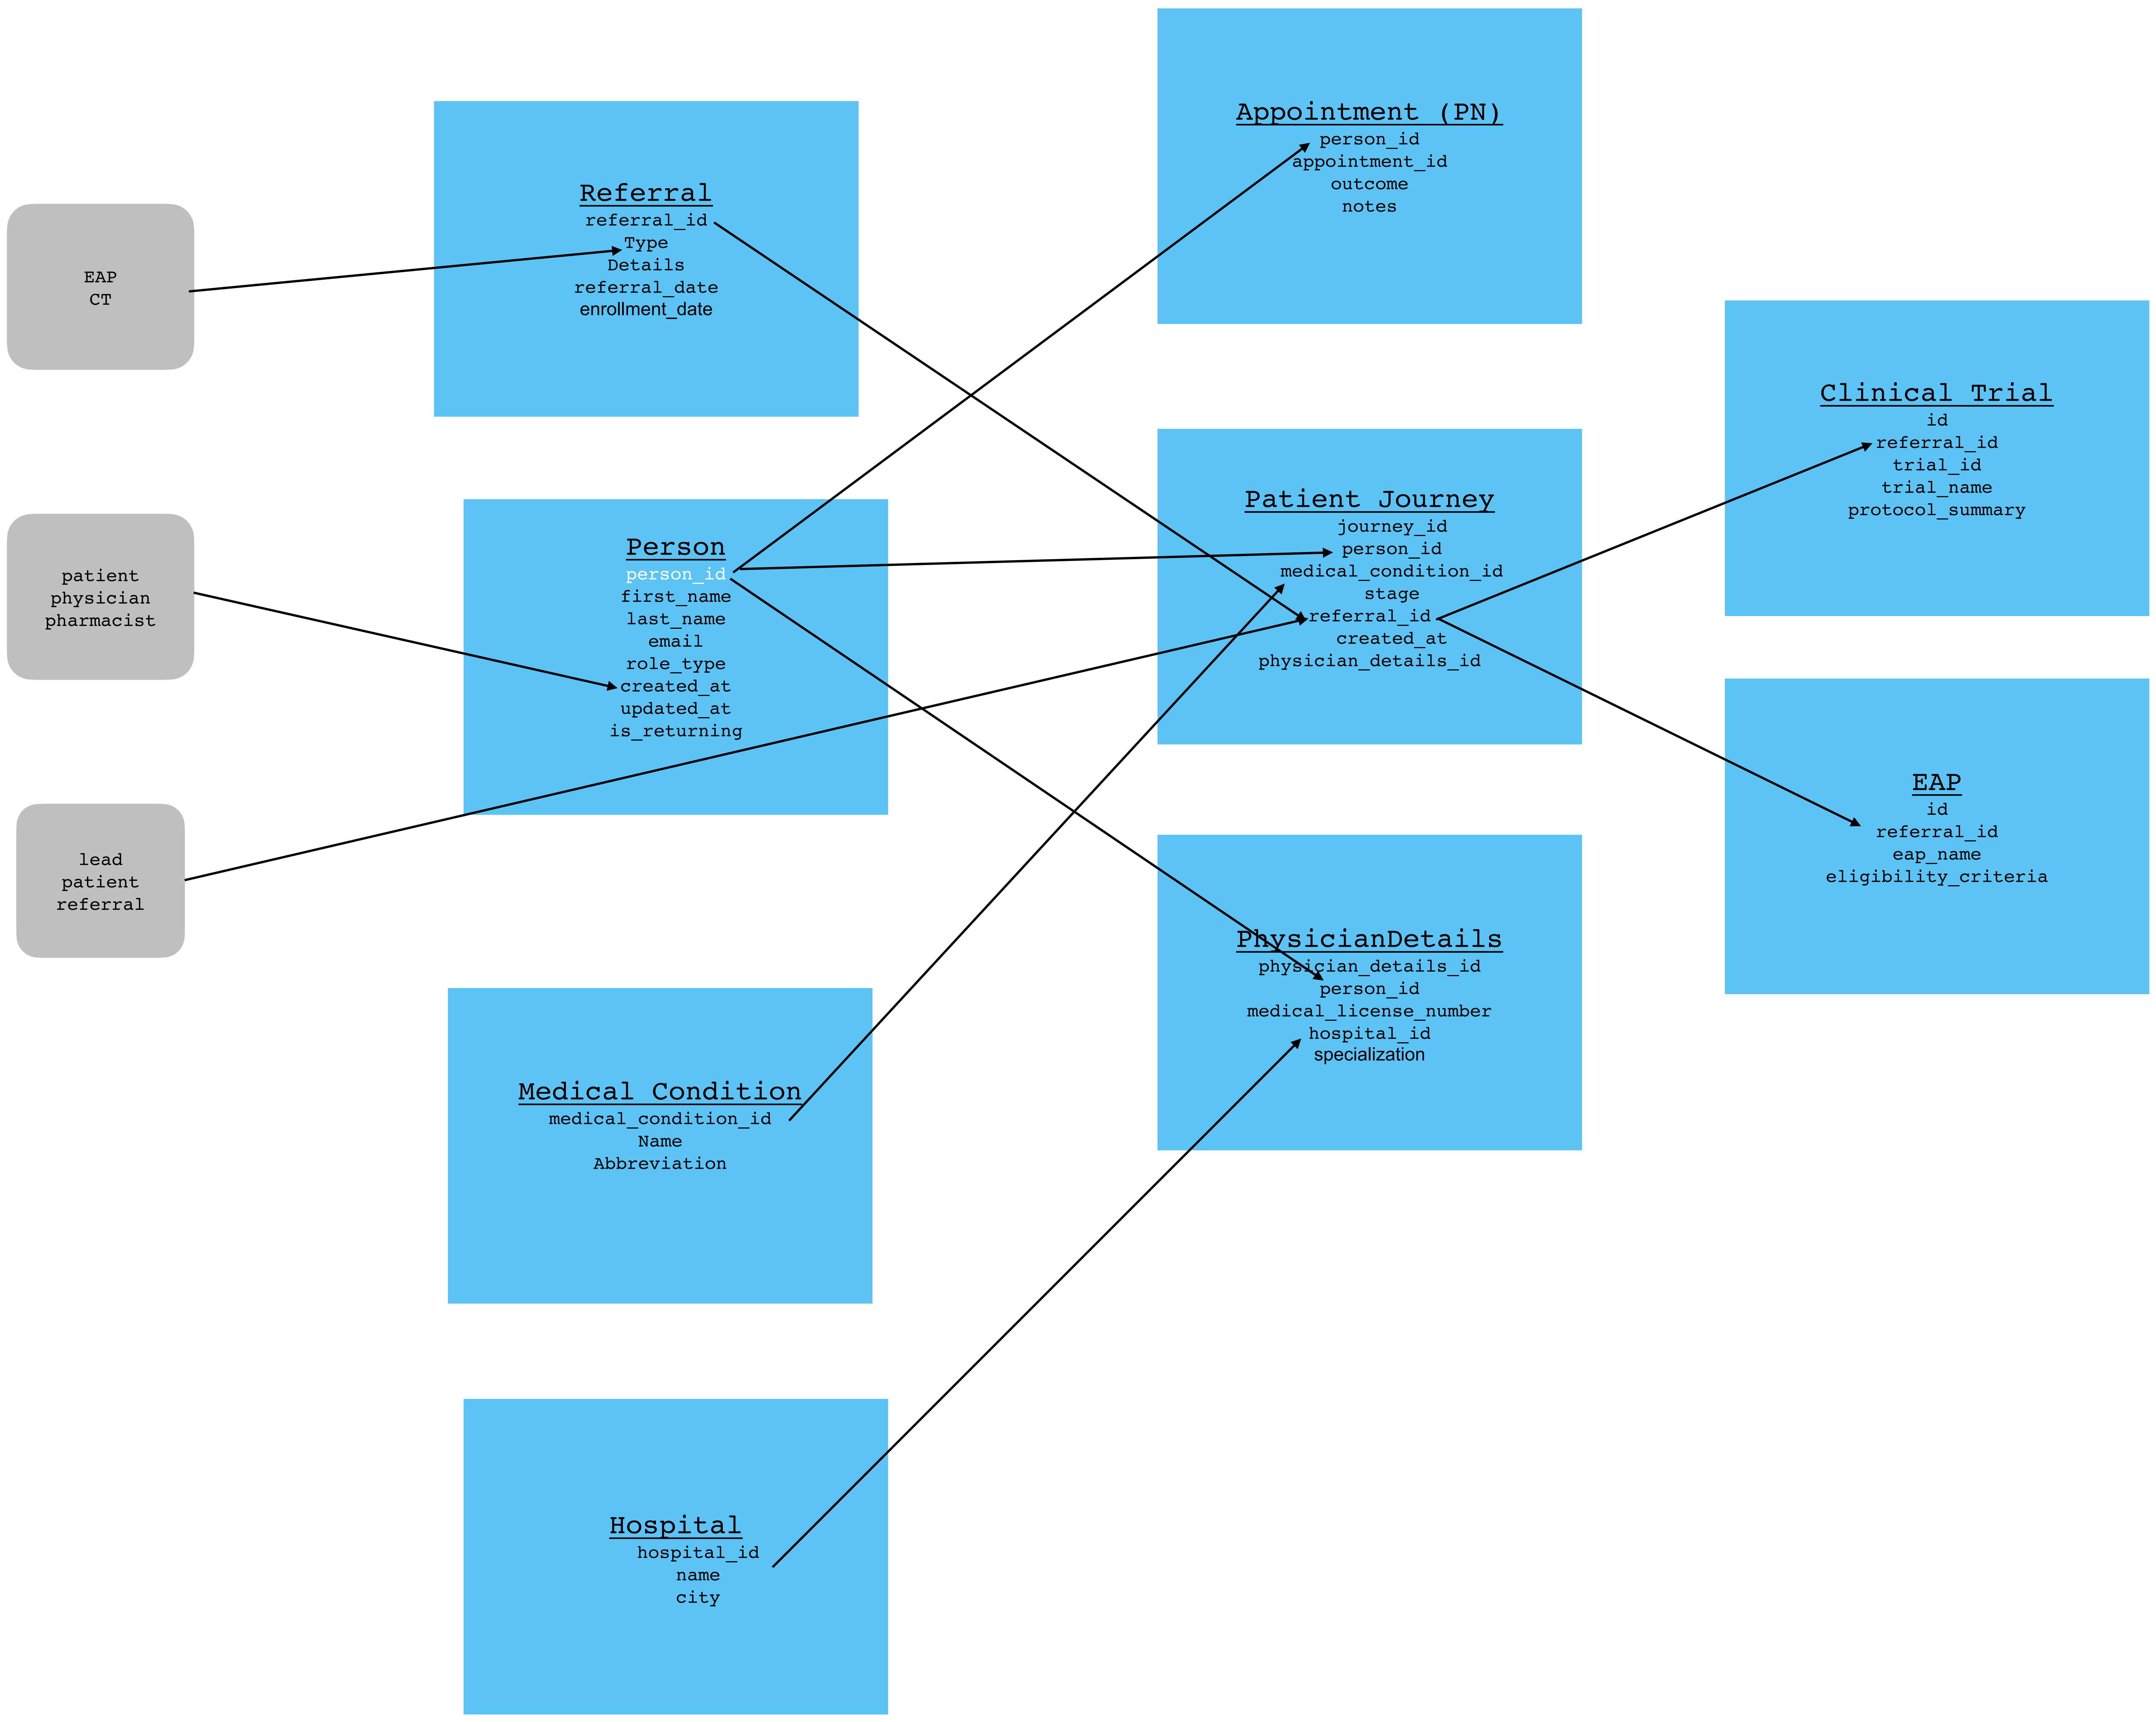 EAP
CT
patient
physician
pharmacist
lead
patient
referral
Referral
referral_id
Type
Details
referral_date
enrollment_date
Person
person_id
first_name
last_name
email
role_type
created_at
updated_at
is_returning
Medical Condition
medical_condition_id
Name
Abbreviation
Hospital
hospital_id
name
city
Appointment (PN)
person_id
appointment_id
outcome
notes
Patient Journey
journey_id
person_id
medical_condition_id
stage
referral_id
created_at
physician_details_id
PhysicianDetails
physician_details_id
person_id
medical_license_number
hospital_id
specialization
Clinical Trial
id
referral_id
trial_id
trial_name
protocol_summary
EAP
id
referral_id
eap_name
eligibility_criteria